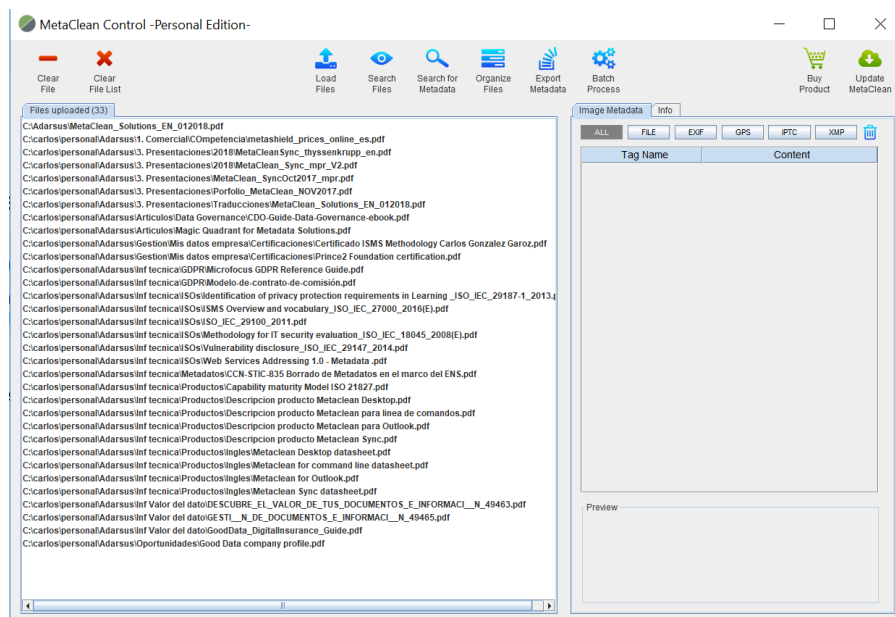 MetaClean Control -Personal Edition-
Clear File
Clear File List
Load Files
Search Files
Search for Metadata
Organize Files
Export Metadata
Batch Process
Buy Product
Update MetaClean
Files uploaded (33)
C:\Adarsus\MetaClean_Solutions_EN_012018.pdf
C:\carlos\personal\Adarsus\1. Comercial\COmpetencia\metashield_prices_online_es.pdf
C:\carlos\personal\Adarsus\3. Presentaciones\2018\MetaCleanSync_thyssenkrupp_en.pdf
C:\carlos\personal\Adarsus\3. Presentaciones\2018\MetaClean_Sync_mpr_V2.pdf
C:\carlos\personal\Adarsus\3. Presentaciones\MetaClean_SyncOct2017_mpr.pdf
C:\carlos\personal\Adarsus\3. Presentaciones\Porfolio_MetaClean_NOV2017.pdf
C:\carlos\personal\Adarsus\3. Presentaciones\Traducciones\MetaClean_Solutions_EN_012018.pdf
C:\carlos\personal\Adarsus\Articulos\Data Governance\CDO-Guide-Data-Governance-ebook.pdf
C:\carlos\personal\Adarsus\Articulos\Magic Quadrant for Metadata Solutions.pdf
C:\carlos\personal\Adarsus\Gestion\Mis datos empresa\Certificaciones\Certificado ISMS Methodology Carlos Gonzalez Garoz.pdf
C:\carlos\personal\Adarsus\Gestion\Mis datos empresa\Certificaciones\Prince2 Foundation certification.pdf
C:\carlos\personal\Adarsus\Inf tecnica\GDPR\Microfocus GDPR Reference Guide.pdf
C:\carlos\personal\Adarsus\Inf tecnica\GDPR\Modelo-de-contrato-de-comisión.pdf
C:\carlos\personal\Adarsus\Inf tecnica\ISOs\Identification of privacy protection requirements in Learning _ISO_IEC_29187-1_2013.p
C:\carlos\personal\Adarsus\Inf tecnica\ISOs\ISMS Overview and vocabulary_ISO_IEC_27000_2016(E).pdf
C:\carlos\personal\Adarsus\Inf tecnica\ISOs\ISO_IEC_29100_2011.pdf
C:\carlos\personal\Adarsus\Inf tecnica\ISOs\Methodology for IT security evaluation_ISO_IEC_18045_2008(E).pdf
C:\carlos\personal\Adarsus\Inf tecnica\ISOs\Vulnerability disclosure_ISO_IEC_29147_2014.pdf
C:\carlos\personal\Adarsus\Inf tecnica\ISOs\Web Services Addressing 1.0 - Metadata .pdf
C:\carlos\personal\Adarsus\Inf tecnica\Metadatos\CCN-STIC-835 Borrado de Metadatos en el marco del ENS.pdf
C:\carlos\personal\Adarsus\Inf tecnica\Productos\Capability maturity Model ISO 21827.pdf
C:\carlos\personal\Adarsus\Inf tecnica\Productos\Descripcion producto Metaclean Desktop.pdf
C:\carlos\personal\Adarsus\Inf tecnica\Productos\Descripcion producto Metaclean para linea de comandos.pdf
C:\carlos\personal\Adarsus\Inf tecnica\Productos\Descripcion producto Metaclean para Outlook.pdf
C:\carlos\personal\Adarsus\Inf tecnica\Productos\Descripcion producto Metaclean Sync.pdf
C:\carlos\personal\Adarsus\Inf tecnica\Productos\Ingles\Metaclean Desktop datasheet.pdf
C:\carlos\personal\Adarsus\Inf tecnica\Productos\Ingles\Metaclean for command line datasheet.pdf
C:\carlos\personal\Adarsus\Inf tecnica\Productos\Ingles\Metaclean for Outlook.pdf
C:\carlos\personal\Adarsus\Inf tecnica\Productos\Ingles\Metaclean Sync datasheet.pdf
C:\carlos\personal\Adarsus\Inf Valor del dato\DESCUBRE_EL_VALOR_DE_TUS_DOCUMENTOS_E_INFORMACI__N_49463.pdf
C:\carlos\personal\Adarsus\Inf Valor del dato\GESTI__N_DE_DOCUMENTOS_E_INFORMACI__N_49465.pdf
C:\carlos\personal\Adarsus\Inf Valor del dato\GoodData_DigitalInsurance_Guide.pdf
C:\carlos\personal\Adarsus\Oportunidades\Good Data company profile.pdf
Image Metadata
Info
ALL
FILE
EXIF
GPS
IPTC
XMP
Tag Name
Content
Preview